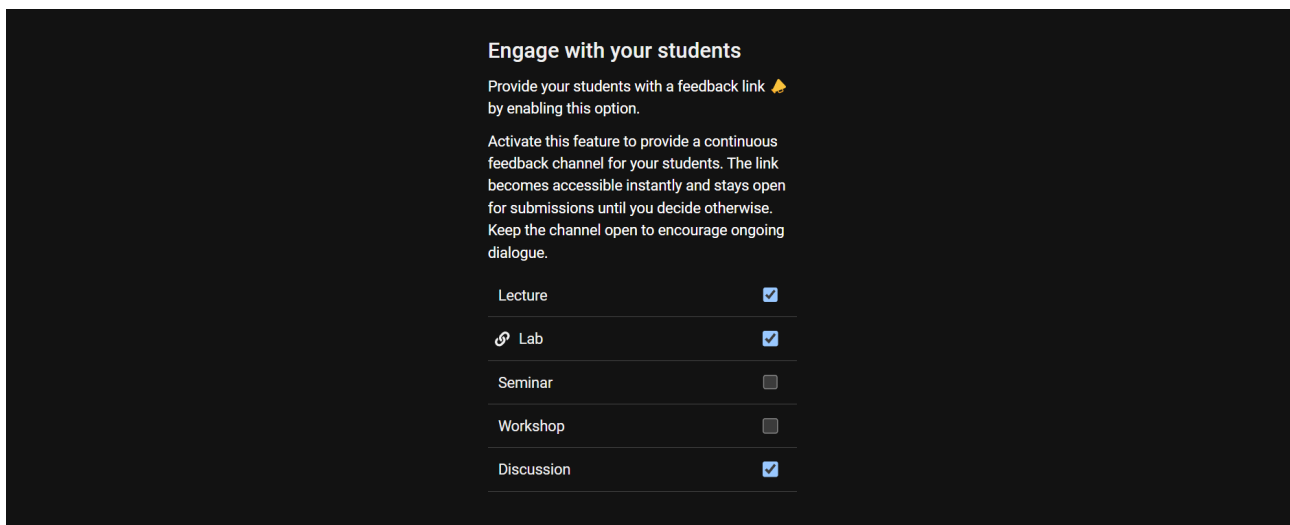 Engage with your students
Provide your students with a feedback link
by enabling this option.
Activate this feature to provide a continuous
feedback channel for your students. The link
becomes accessible instantly and stays open
for submissions until you decide otherwise.
Keep the channel open to encourage ongoing
dialogue.
Lecture
Lab
Seminar
Workshop
Discussion